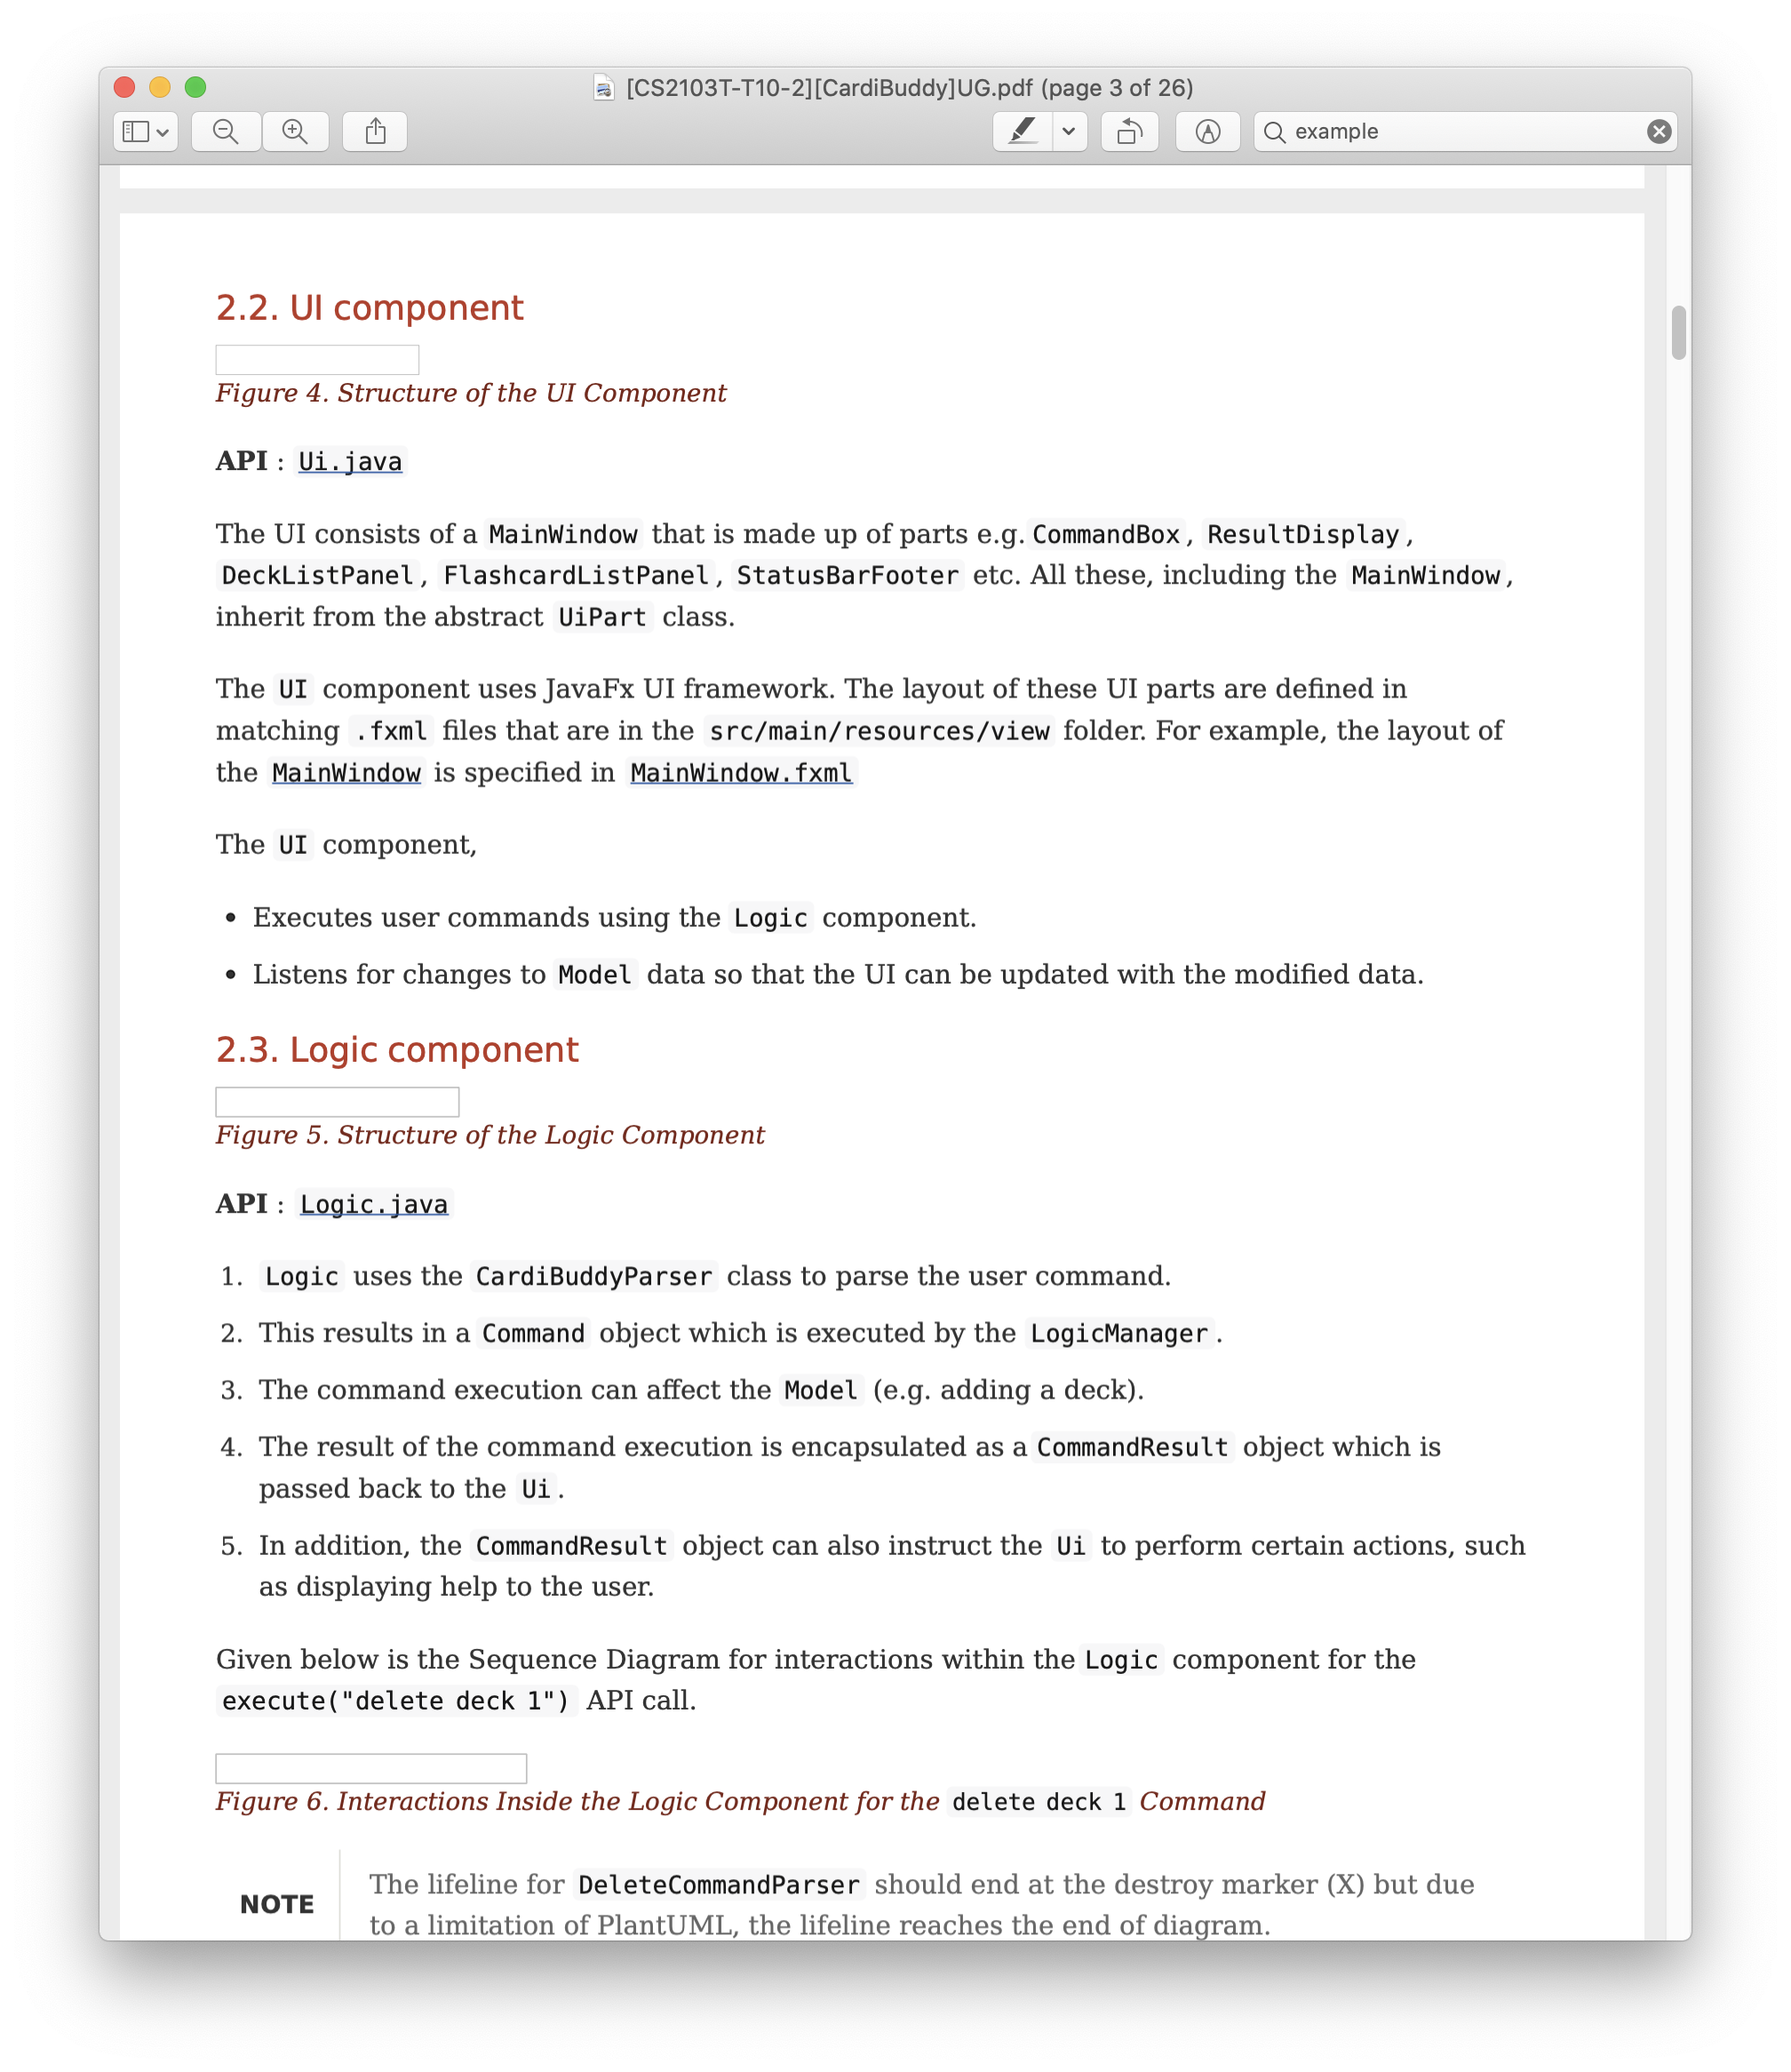 [CS2103T-T10-2][CardiBuddy]UG.pdf (page 3 of 26)
example
2.2. UI component
Figure 4. Structure of the UI Component
API : Ui.java
The UI consists of a MainWindow that is made up of parts e.g. CommandBox, ResultDisplay,
DeckListPanel, FlashcardListPanel, StatusBarFooter etc. All these, including the MainWindow,
inherit from the abstract UiPart class.
The UI component uses JavaFx UI framework. The layout of these UI parts are defined in
matching .fxml files that are in the src/main/resources/view folder. For example, the layout of
the MainWindow is specified in MainWindow.fxml
The UI component,
• Executes user commands using the Logic component.
• Listens for changes to Model data so that the UI can be updated with the modified data.
2.3. Logic component
Figure 5. Structure of the Logic Component
API : Logic.java
1. Logic uses the CardiBuddyParser class to parse the user command.
2. This results in a Command object which is executed by the LogicManager.
3. The command execution can affect the Model (e.g. adding a deck).
4. The result of the command execution is encapsulated as a CommandResult object which is
passed back to the Ui.
5. In addition, the CommandResult object can also instruct the Ui to perform certain actions, such
as displaying help to the user.
Given below is the Sequence Diagram for interactions within the Logic component for the
execute("delete deck 1") API call.
Figure 6. Interactions Inside the Logic Component for the delete deck 1 Command
NOTE
The lifeline for DeleteCommandParser should end at the destroy marker (X) but due
to a limitation of PlantUML, the lifeline reaches the end of diagram.